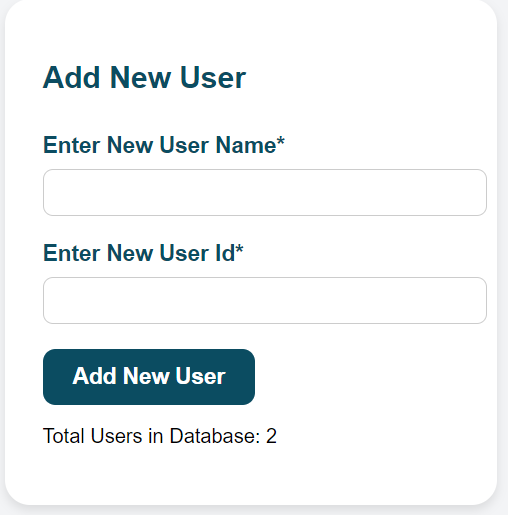 Add New User
Enter New User Name*
Enter New User Id*
Add New User
Total Users in Database: 2